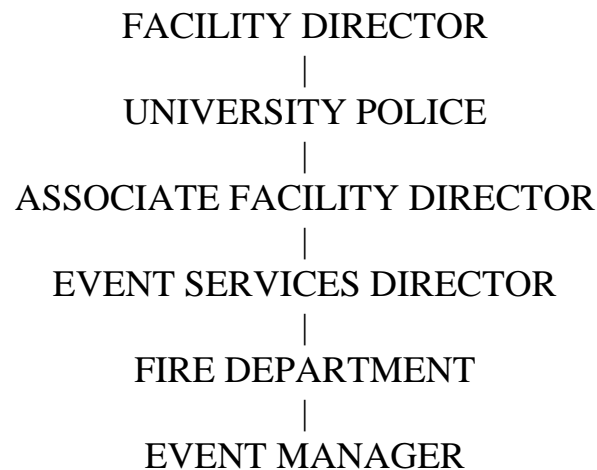 FACILITY DIRECTOR
|
UNIVERSITY POLICE
|
ASSOCIATE FACILITY DIRECTOR
|
EVENT SERVICES DIRECTOR
|
FIRE DEPARTMENT
|
EVENT MANAGER